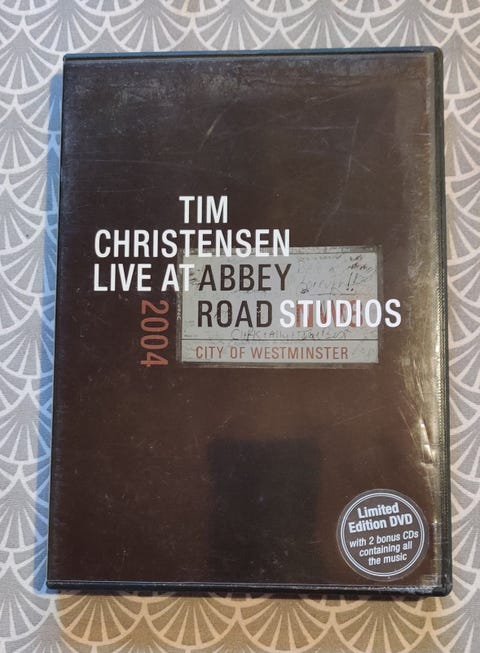 TIM
CHRISTENSEN
LIVE AT ABBEY
ROAD STUDIOS
2004
CITY OF WESTMINSTER
Limited
Edition DVD
with 2 bonus CDs
containing all
the music